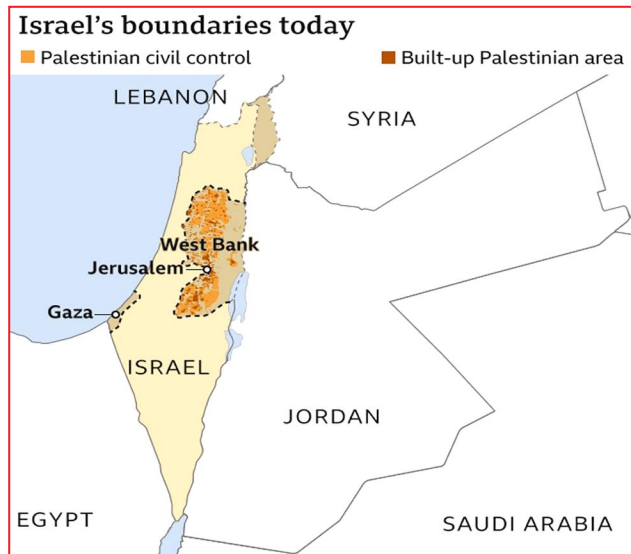 Israel's boundaries today
Palestinian civil control
Built-up Palestinian area
LEBANON
SYRIA
West Bank
Jerusalem
Gaza
ISRAEL
JORDAN
EGYPT
SAUDI ARABIA